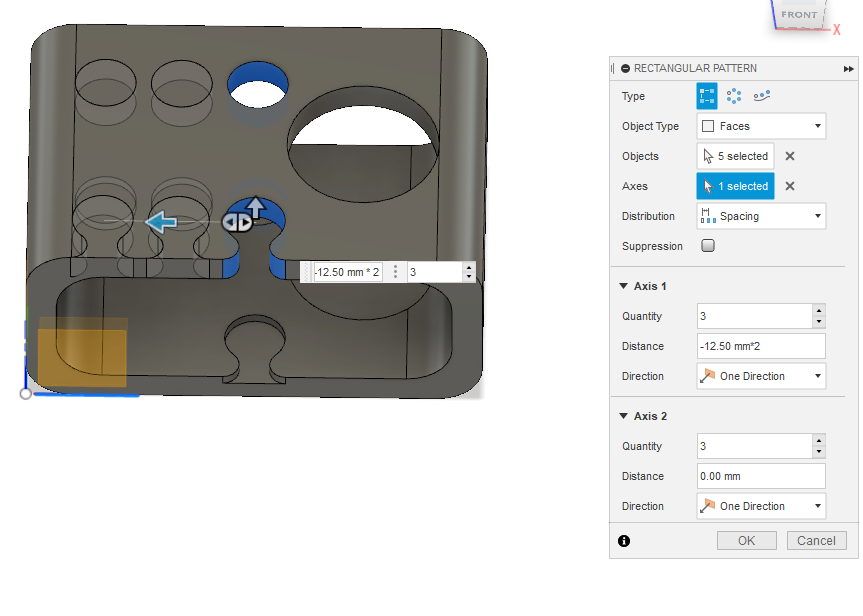 FRONT
X
RECTANGULAR PATTERN
Type
Object Type Faces
Objects 5 selected
Axes 1 selected
Distribution Spacing
Suppression
-12.50 mm * 2 3
Axis 1
Quantity 3
Distance -12.50 mm*2
Direction One Direction
Axis 2
Quantity 3
Distance 0.00 mm
Direction One Direction
OK Cancel